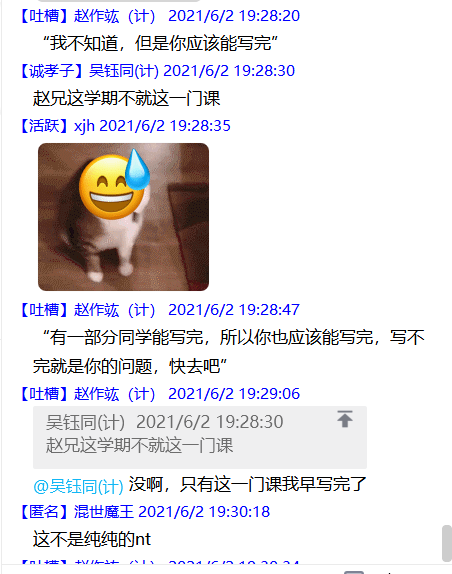 【吐槽】赵作竑（计） 2021/6/2 19:28:20
“我不知道，但是你应该能写完”
【诚孝子】吴钰同(计) 2021/6/2 19:28:30
赵兄这学期不就这一门课
【活跃】xjh 2021/6/2 19:28:35
【吐槽】赵作竑（计） 2021/6/2 19:28:47
“有一部分同学能写完，所以你也应该能写完，写不
完就是你的问题，快去吧”
【吐槽】赵作竑（计） 2021/6/2 19:29:06
吴钰同(计) 2021/6/2 19:28:30
赵兄这学期不就这一门课
@吴钰同(计) 没啊，只有这一门课我早写完了
【匿名】混世魔王 2021/6/2 19:30:18
这不是纯纯的nt